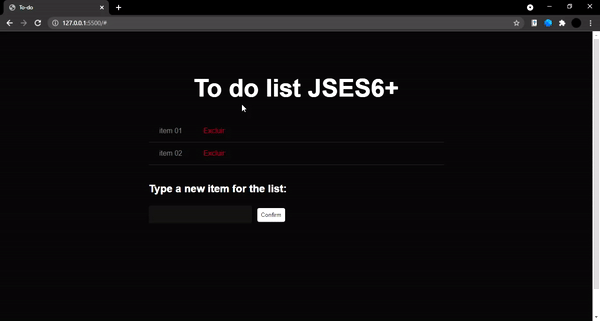 To-do
127.0.0.1:5500/#
To do list JSES6+
item 01 Excluir
item 02 Excluir
Type a new item for the list:
Confirm